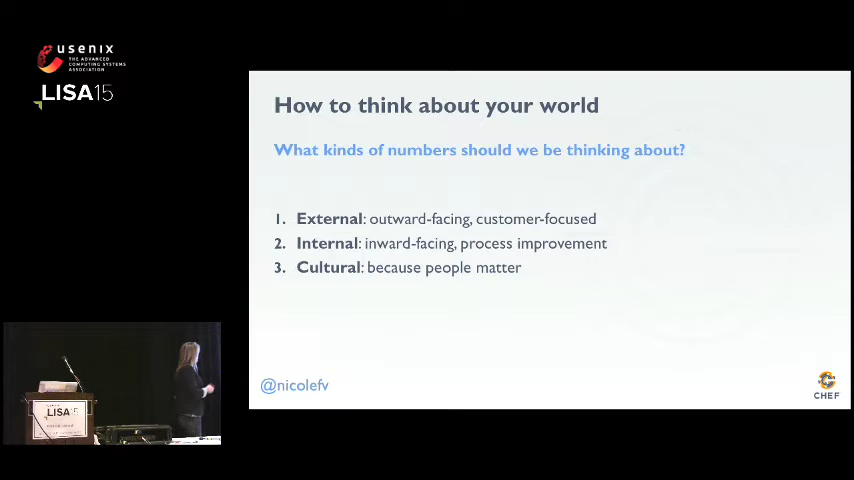 usenix
THE ADVANCED
COMPUTING SYSTEMS
ASSOCIATION
LISA15
How to think about your world
What kinds of numbers should we be thinking about?
1. External: outward-facing, customer-focused
2. Internal: inward-facing, process improvement
3. Cultural: because people matter
@nicolefv
CHEF
LISA15